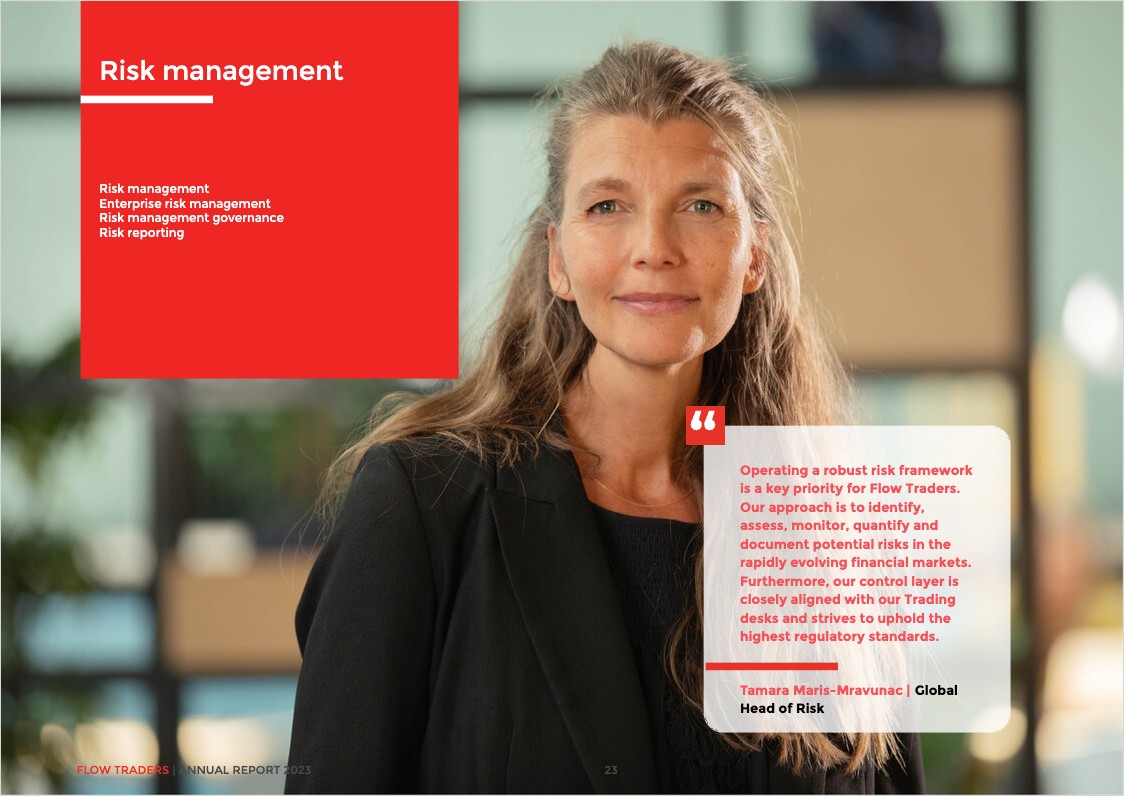 Risk management
Risk management
Enterprise risk management
Risk management governance
Risk reporting
“
Operating a robust risk framework
is a key priority for Flow Traders.
Our approach is to identify,
assess, monitor, quantify and
document potential risks in the
rapidly evolving financial markets.
Furthermore, our control layer is
closely aligned with our Trading
desks and strives to uphold the
highest regulatory standards.
Tamara Maris-Mravunac | Global
Head of Risk
FLOW TRADERS | ANNUAL REPORT 2023
23